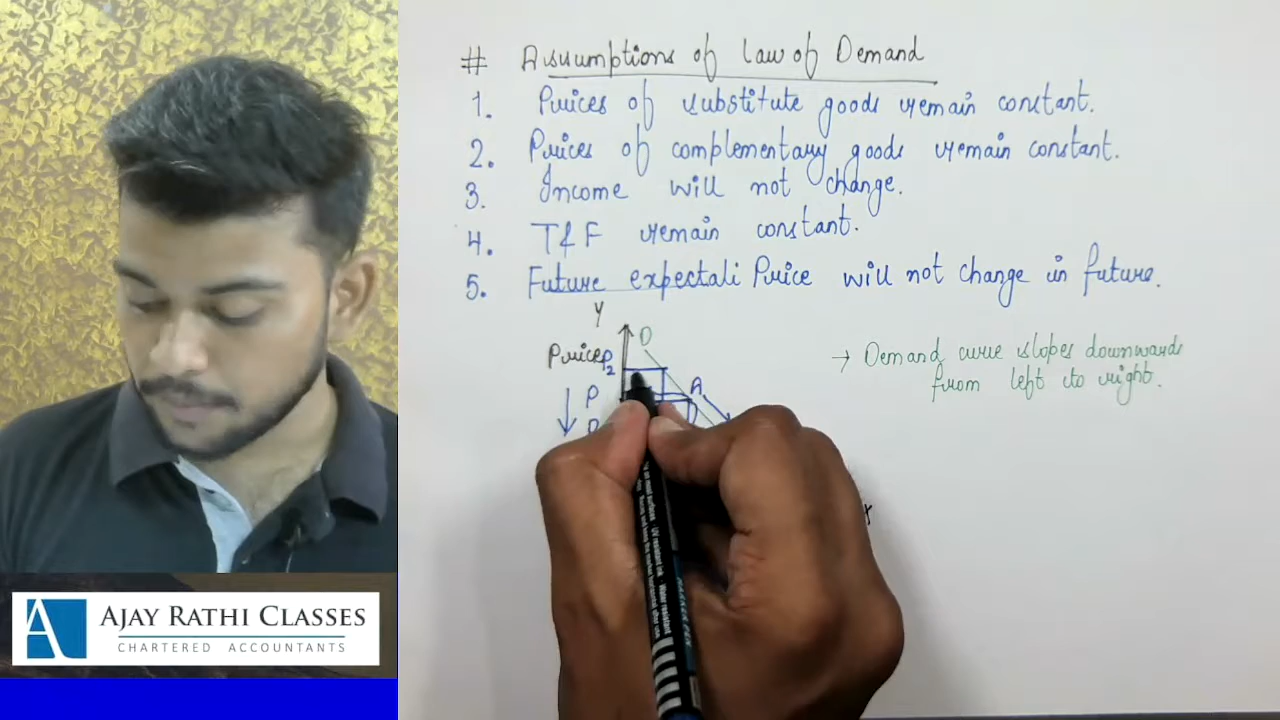 # Assumptions of law of Demand
1. Prices of substitute goods remain constant.
2. Prices of complementary goods remain constant.
3. Income will not change.
4. T&F remain constant.
5. Future expectati Price will not change in future.
Y
D
Prices
P2
P
A
→ Demand curve slopes downwards
from left to right.
X
AJAY RATHI CLASSES
CHARTERED ACCOUNTANTS